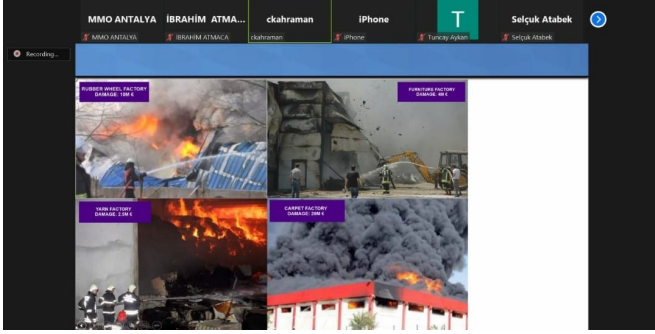 MMO ANTALYA
İBRAHİM ATMA...
ckahraman
iPhone
T
Selçuk Atabek
MMO ANTALYA
İBRAHİM ATMACA
ckahraman
iPhone
Tuncay Aykan
Selçuk Atabek
Recording...
RUBBER WHEEL FACTORY
DAMAGE: 10M €
FURNITURE FACTORY
DAMAGE: 4M €
YARN FACTORY
DAMAGE: 2.5M €
CARPET FACTORY
DAMAGE: 20M €